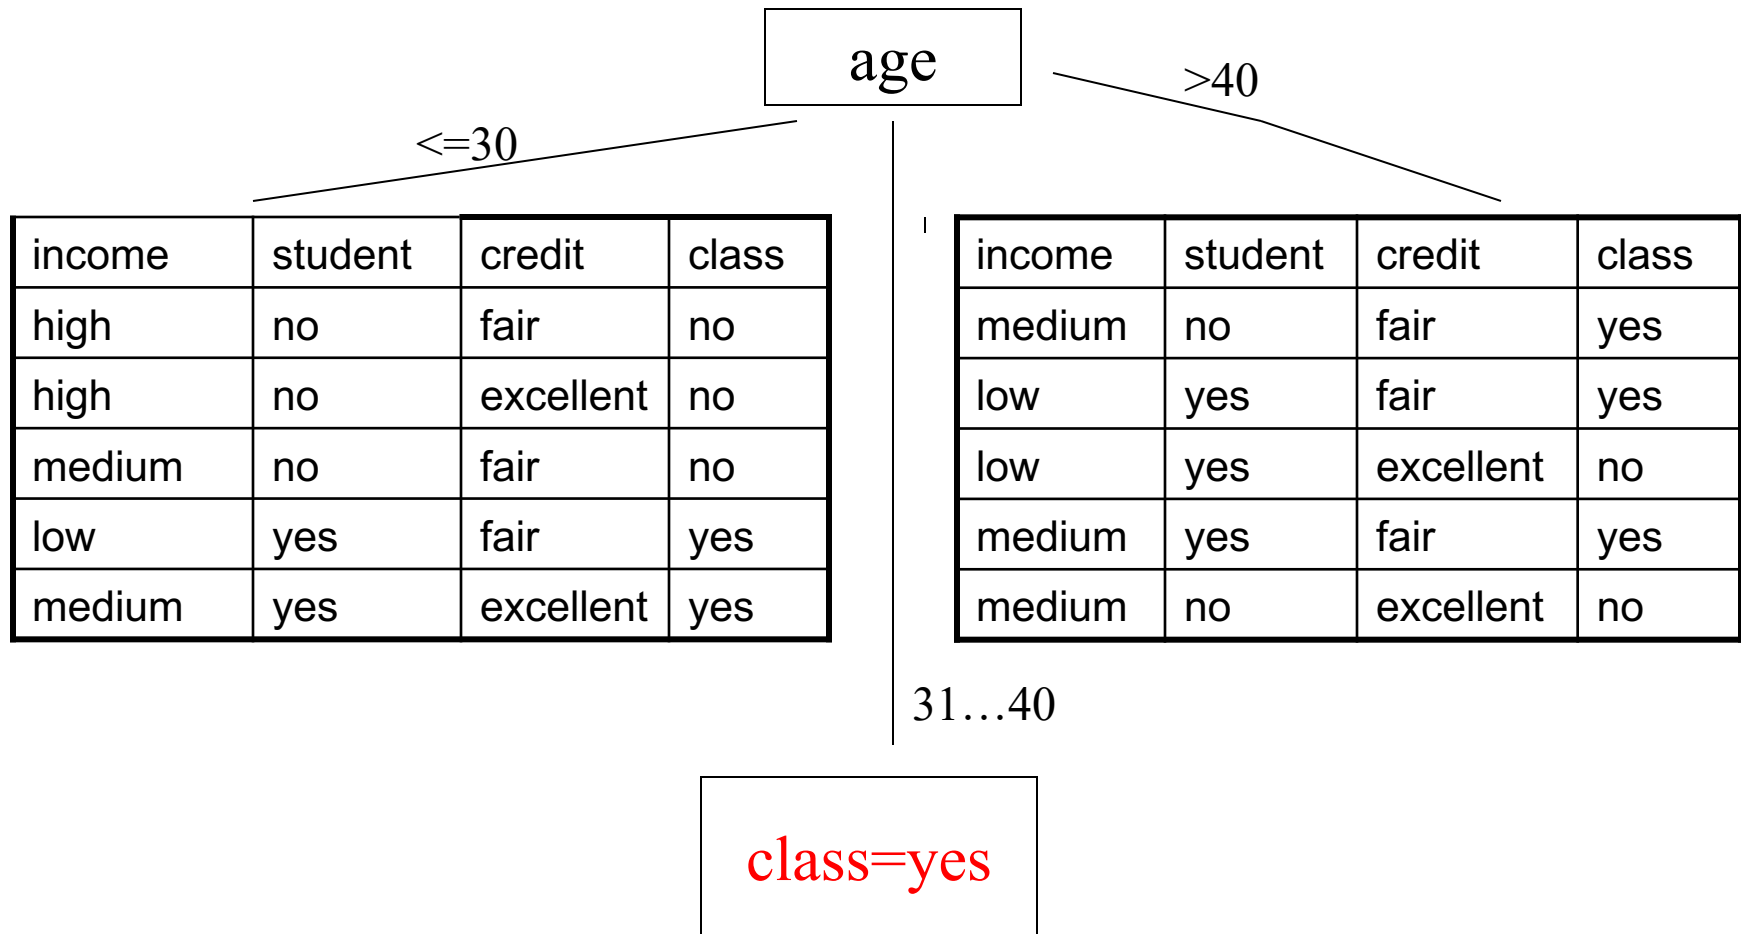 age
>40
<=30
income student credit class
high no fair no
high no excellent no
medium no fair no
low yes fair yes
medium yes excellent yes
income student credit class
medium no fair yes
low yes fair yes
low yes excellent no
medium yes fair yes
medium no excellent no
31…40
class=yes